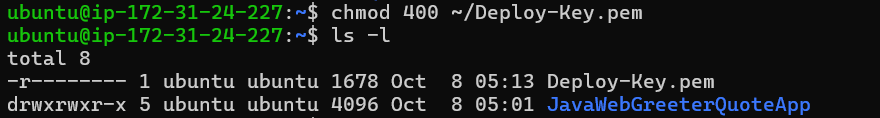 ubuntu@ip-172-31-24-227:~$ chmod 400 ~/Deploy-Key.pem
ubuntu@ip-172-31-24-227:~$ ls -l
total 8
-r-------- 1 ubuntu ubuntu 1678 Oct  8 05:13 Deploy-Key.pem
drwxrwxr-x 5 ubuntu ubuntu 4096 Oct  8 05:01 JavaWebGreeterQuoteApp